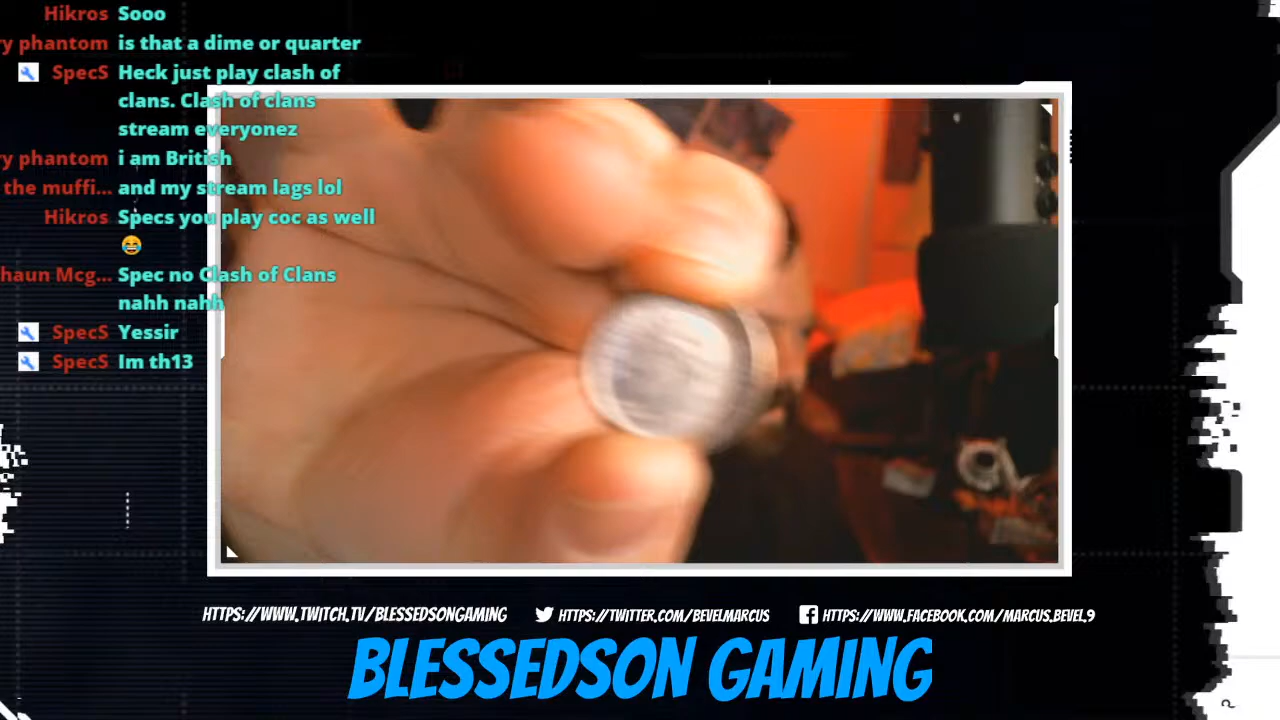 Hikros Sooo
y phantom is that a dime or quarter
SpecS Heck just play clash of
clans. Clash of clans
stream everyonez
y phantom i am British
the muffi... and my stream lags lol
Hikros Specs you play coc as well
😂
haun Mcg... Spec no Clash of Clans
nahh nahh
SpecS Yessir
SpecS Im th13
HTTPS://WWW.TWITCH.TV/BLESSEDSONGAMING HTTPS://TWITTER.COM/BEVELMARCUS HTTPS://WWW.FACEBOOK.COM/MARCUS.BEVEL.9
BLESSEDSON GAMING